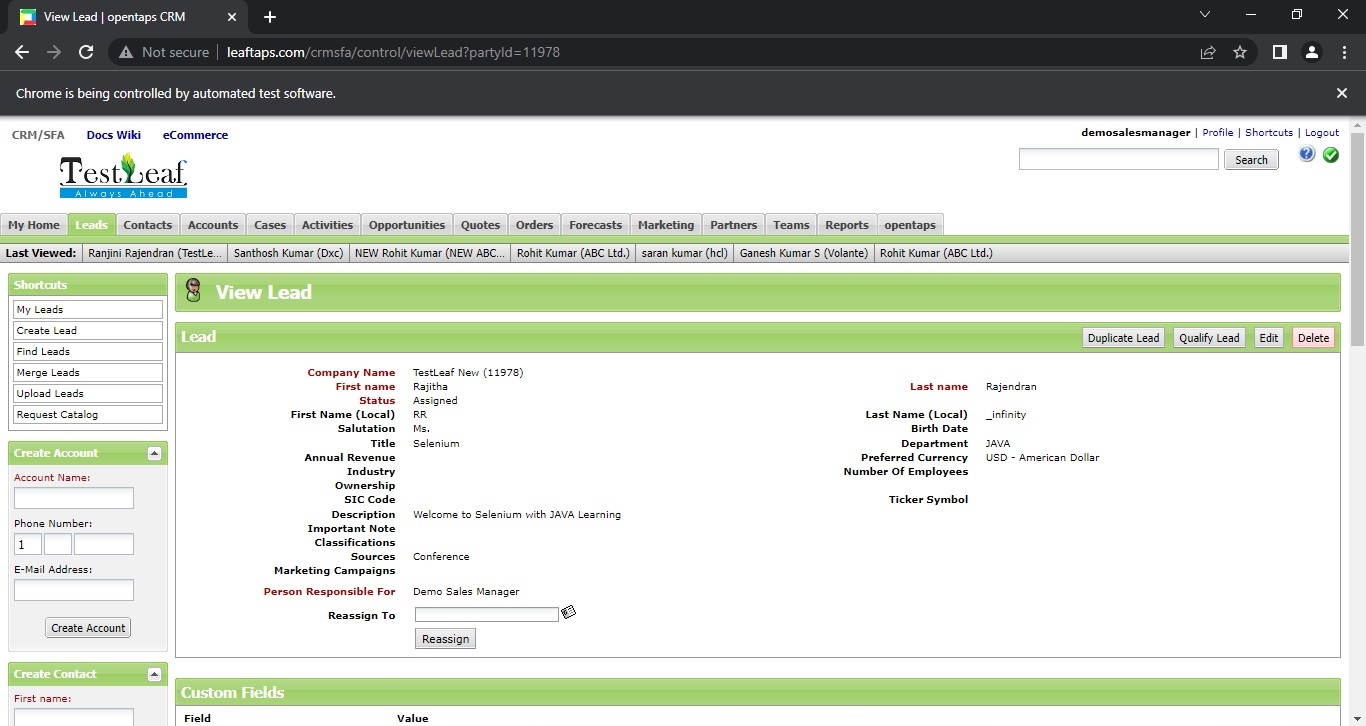 View Lead | opentaps CRM
Not secure leaftaps.com/crmsfa/control/viewLead?partyId=11978
Chrome is being controlled by automated test software.
CRM/SFA Docs Wiki eCommerce
demosalesmanager | Profile | Shortcuts | Logout
TestLeaf
Always Ahead
Search
My Home Leads Contacts Accounts Cases Activities Opportunities Quotes Orders Forecasts Marketing Partners Teams Reports opentaps
Last Viewed: Ranjini Rajendran (TestLe... Santhosh Kumar (Dxc) NEW Rohit Kumar (NEW ABC... Rohit Kumar (ABC Ltd.) saran kumar (hcl) Ganesh Kumar S (Volante) Rohit Kumar (ABC Ltd.)
Shortcuts
My Leads
Create Lead
Find Leads
Merge Leads
Upload Leads
Request Catalog
Create Account
Account Name:
Phone Number:
1
E-Mail Address:
Create Account
Create Contact
First name:
View Lead
Lead Duplicate Lead Qualify Lead Edit Delete
Company Name TestLeaf New (11978)
First name Rajitha Last name Rajendran
Status Assigned
First Name (Local) RR Last Name (Local) _infinity
Salutation Ms. Birth Date
Title Selenium Department JAVA
Annual Revenue Preferred Currency USD - American Dollar
Industry Number Of Employees
Ownership
SIC Code Ticker Symbol
Description Welcome to Selenium with JAVA Learning
Important Note
Classifications
Sources Conference
Marketing Campaigns
Person Responsible For Demo Sales Manager
Reassign To
Reassign
Custom Fields
Field Value